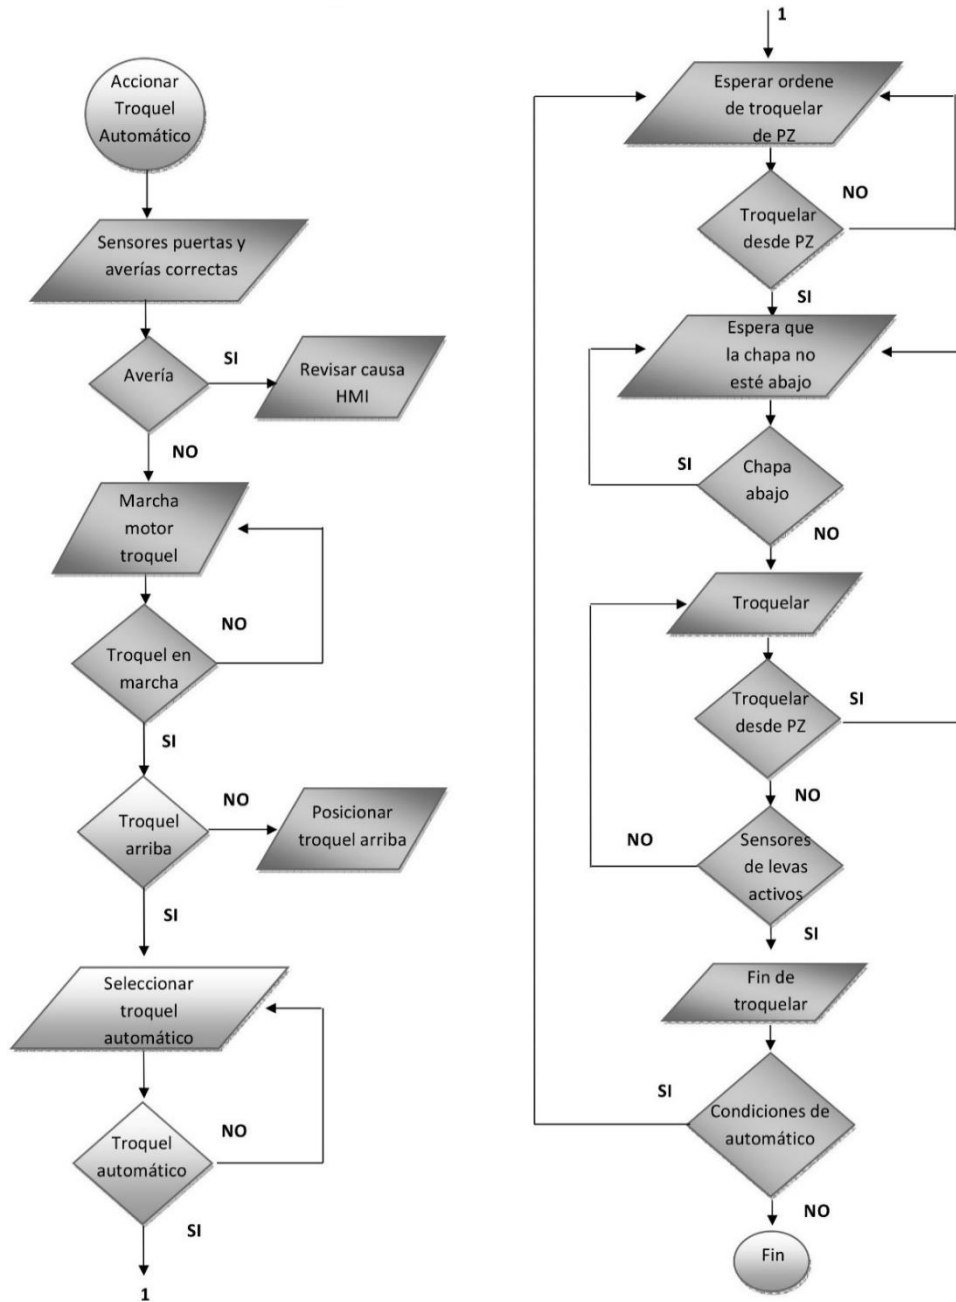 Accionar
Troquel
Automático
Sensores puertas y
averías correctas
Avería
SI
Revisar causa
HMI
NO
Marcha
motor
troquel
NO
Troquel en
marcha
SI
Troquel
arriba
NO
Posicionar
troquel arriba
SI
Seleccionar
troquel
automático
Troquel
automático
NO
SI
1
1
Esperar ordene
de troquelar
de PZ
NO
Troquelar
desde PZ
SI
Espera que
la chapa no
esté abajo
SI
Chapa
abajo
NO
Troquelar
Troquelar
desde PZ
SI
NO
NO
Sensores
de levas
activos
SI
Fin de
troquelar
SI
Condiciones de
automático
NO
Fin